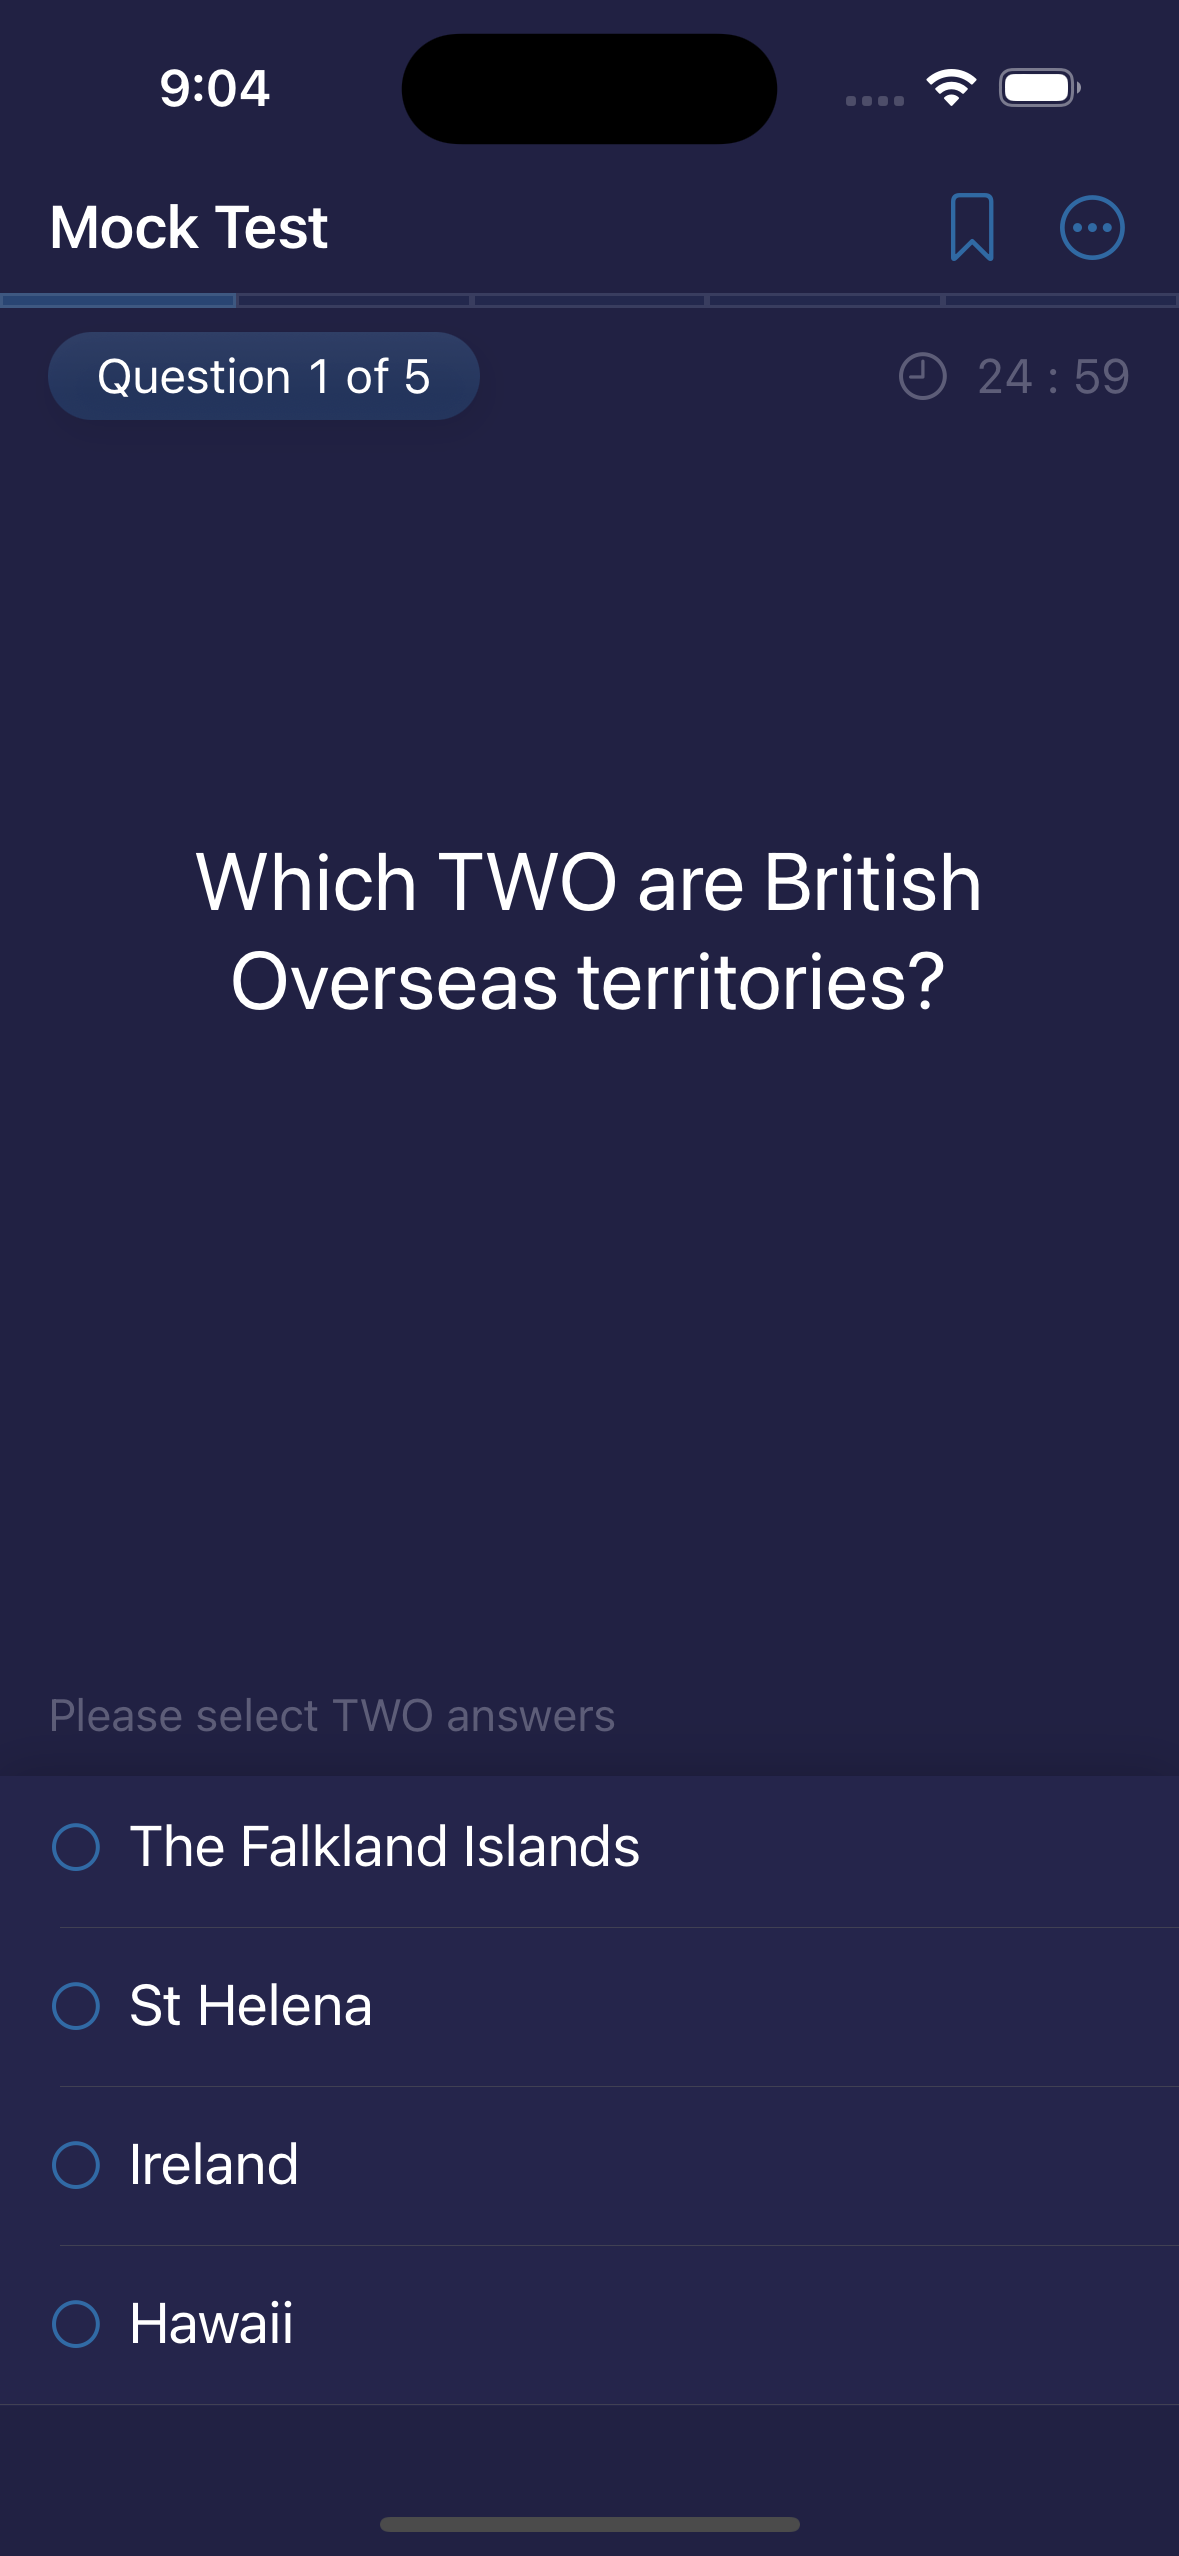 9:04
Mock Test
Question 1 of 5
24 : 59
Which TWO are British
Overseas territories?
Please select TWO answers
The Falkland Islands
St Helena
Ireland
Hawaii